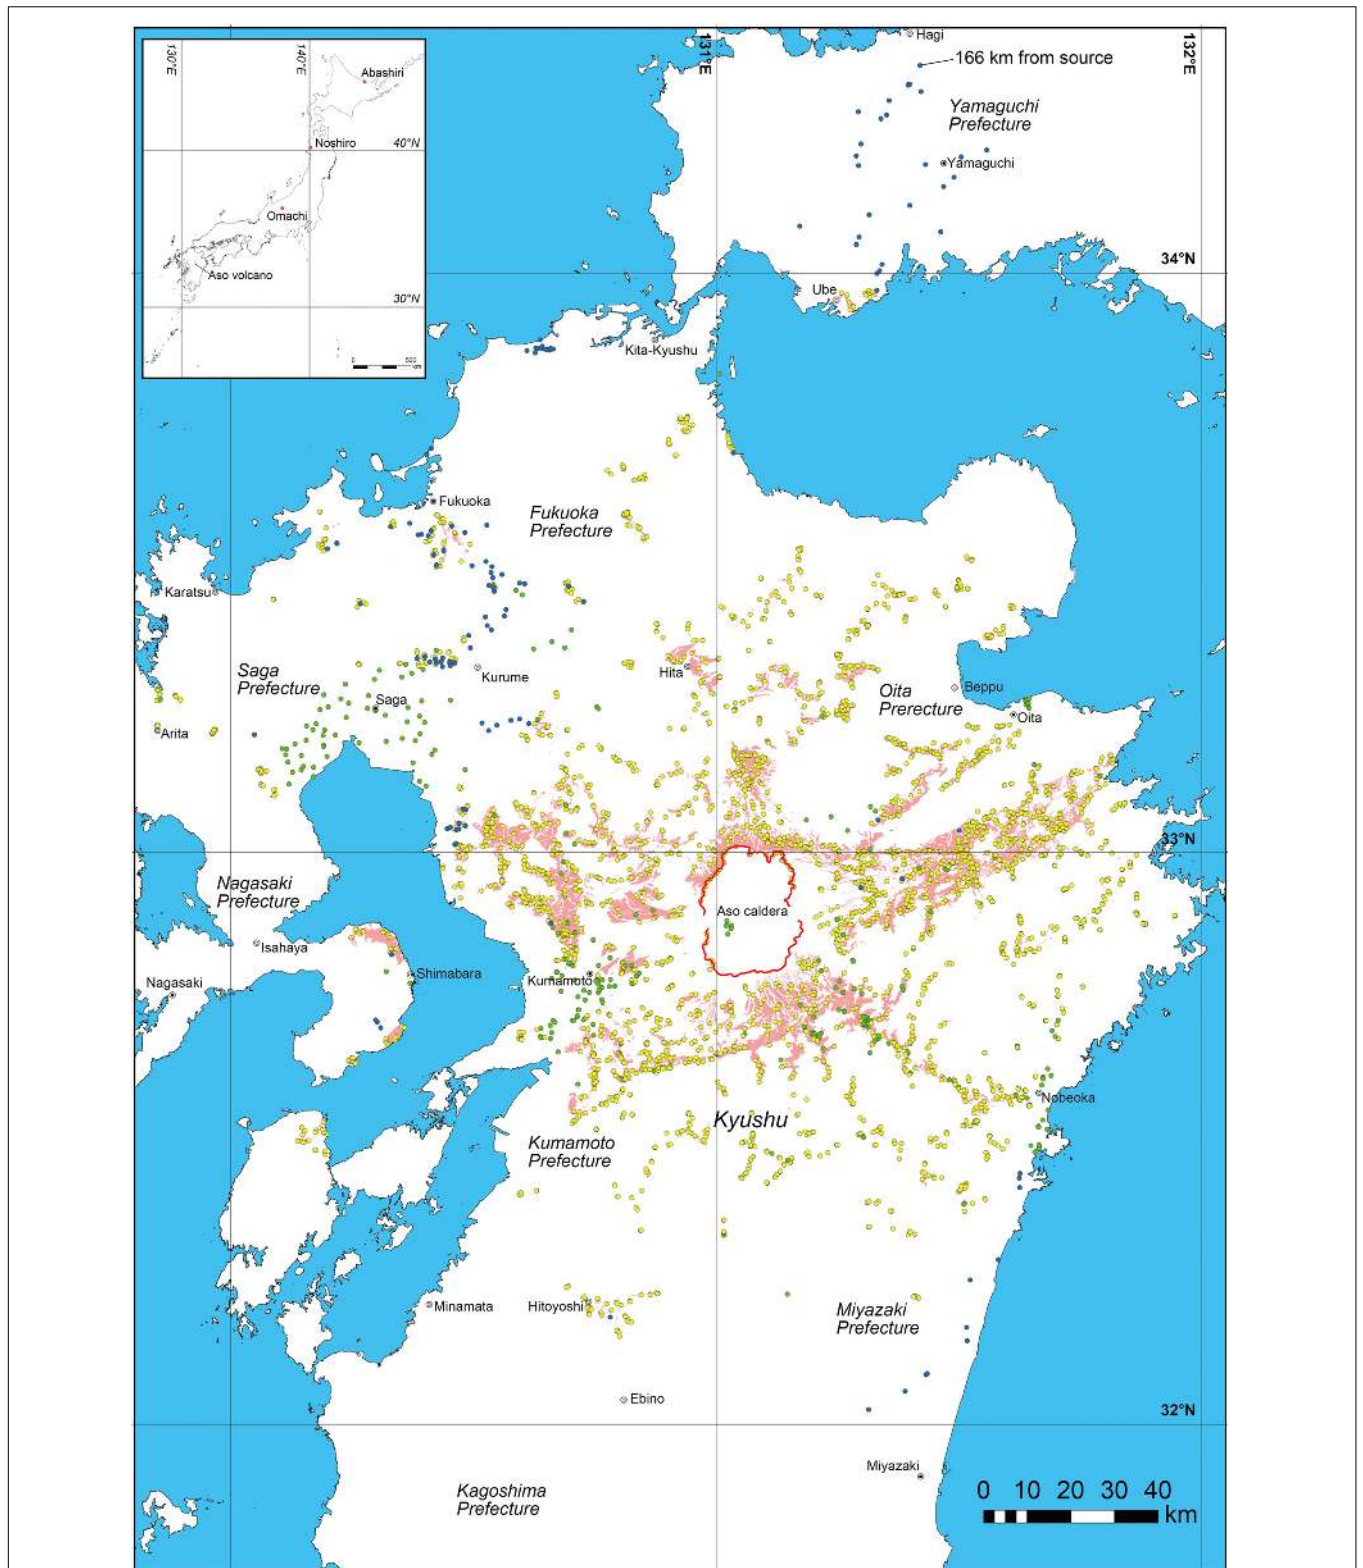 130°E
140°E
Abashiri
Noshiro
40°N
Omachi
Aso volcano
30°N
0
131°E
132°E
Hagi
166 km from source
Yamaguchi
Prefecture
Yamaguchi
34°N
Ube
Kita-Kyushu
Fukuoka
Fukuoka
Prefecture
Karatsu
Saga
Prefecture
Saga
Kurume
Hita
Oita
Prerecture
Beppu
Oita
Arita
33°N
Nagasaki
Prefecture
Aso caldera
Isahaya
Shimabara
Kumamoto
Nagasaki
Nobeoka
Kyushu
Kumamoto
Prefecture
Minamata
Hitoyoshi
Miyazaki
Prefecture
Ebino
32°N
Miyazaki
Kagoshima
Prefecture
0 10 20 30 40
km